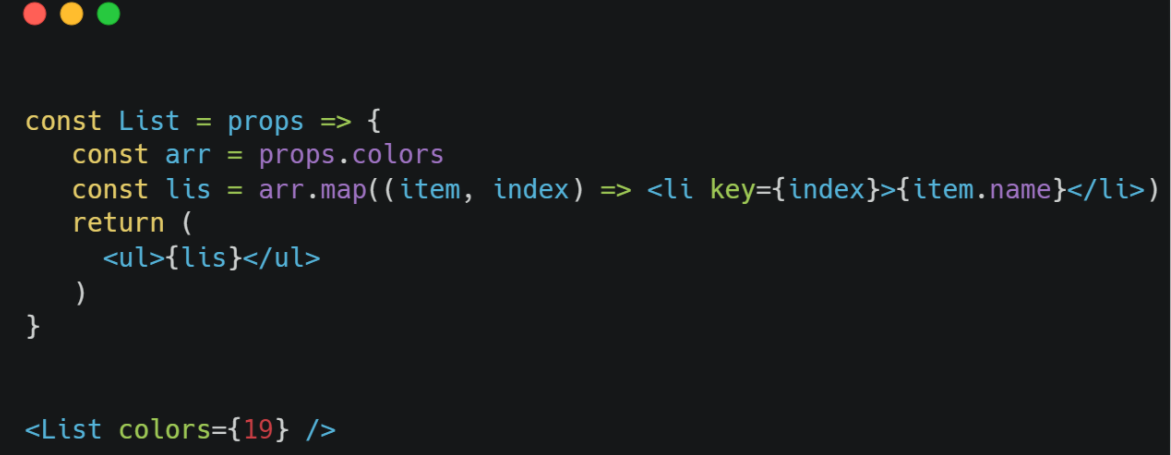 const List = props => {
   const arr = props.colors
   const lis = arr.map((item, index) => <li key={index}>{item.name}</li>)
   return (
     <ul>{lis}</ul>
   )
}
<List colors={19} />